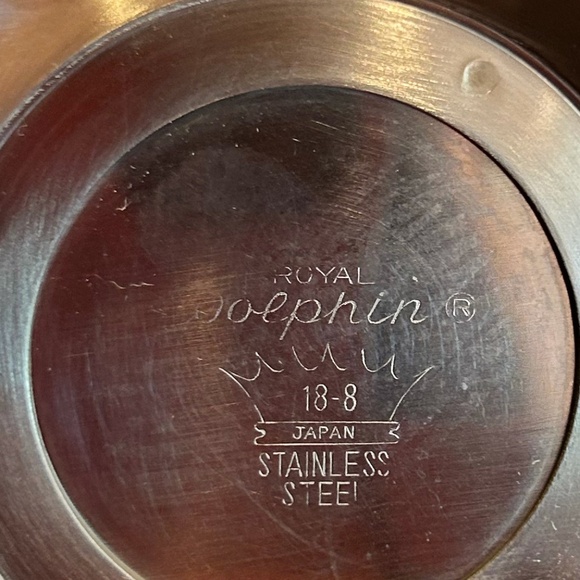 ROYAL
Dolphin ®
18-8
JAPAN
STAINLESS
STEEL